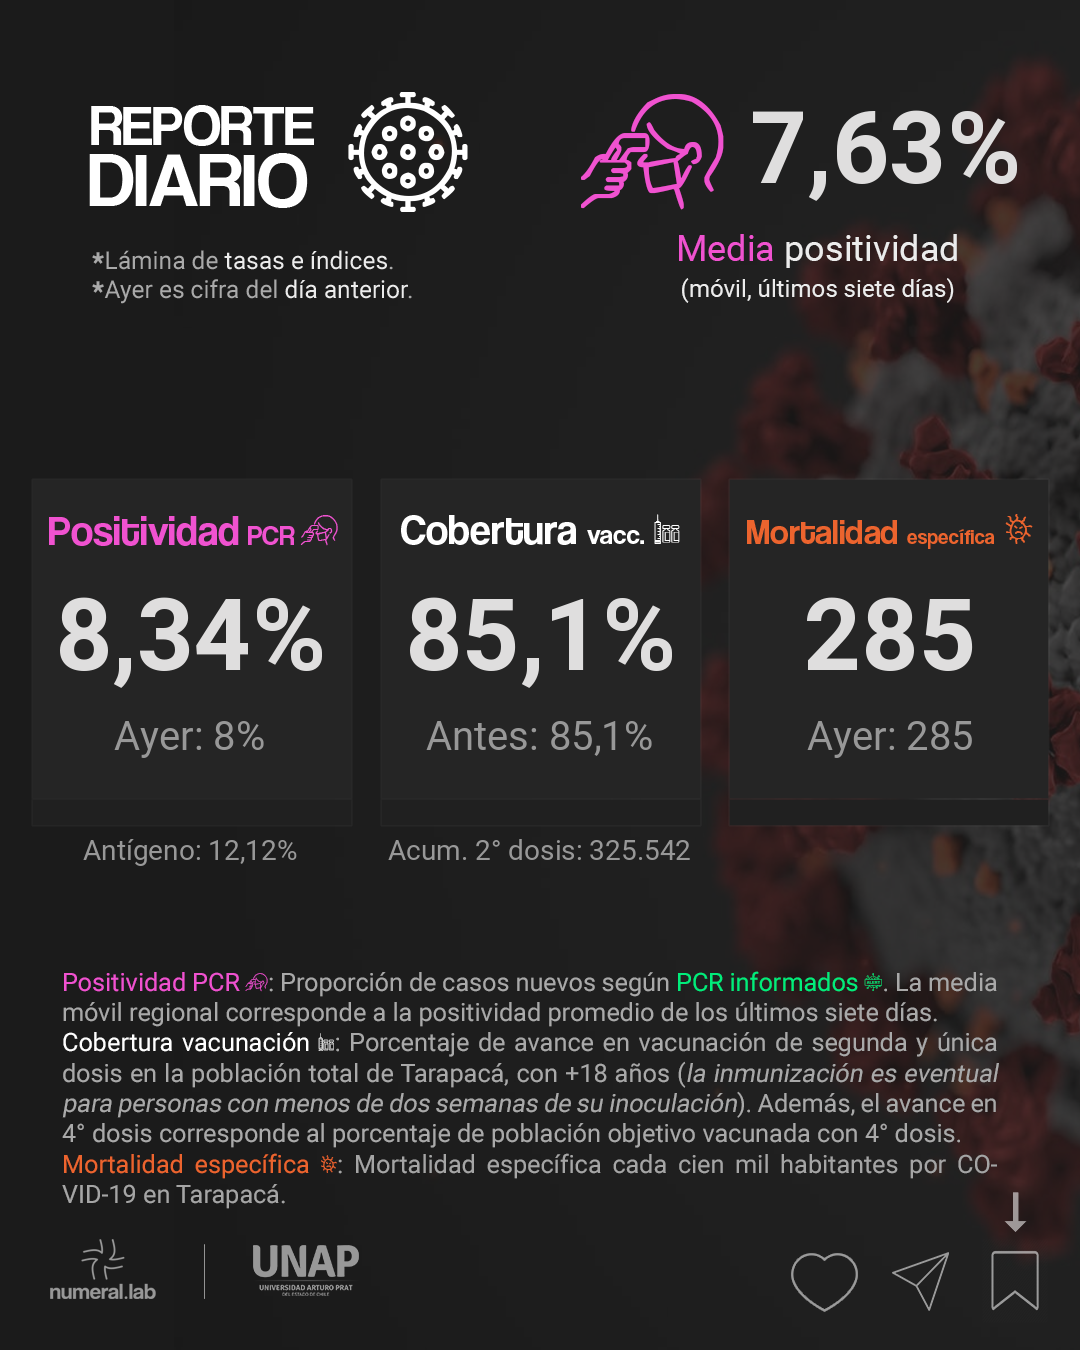 REPORTE
DIARIO
*Lámina de tasas e índices.
*Ayer es cifra del día anterior.
7,63%
Media positividad
(móvil, últimos siete días)
Positividad PCR
8,34%
Ayer: 8%
Antígeno: 12,12%
Cobertura vacc.
85,1%
Antes: 85,1%
Acum. 2° dosis: 325.542
Mortalidad específica
285
Ayer: 285
Positividad PCR : Proporción de casos nuevos según PCR informados . La media
móvil regional corresponde a la positividad promedio de los últimos siete días.
Cobertura vacunación : Porcentaje de avance en vacunación de segunda y única
dosis en la población total de Tarapacá, con +18 años (la inmunización es eventual
para personas con menos de dos semanas de su inoculación). Además, el avance en
4° dosis corresponde al porcentaje de población objetivo vacunada con 4° dosis.
Mortalidad específica : Mortalidad específica cada cien mil habitantes por CO-
VID-19 en Tarapacá.
numeral.lab
UNAP
UNIVERSIDAD ARTURO PRAT
DEL ESTADO DE CHILE